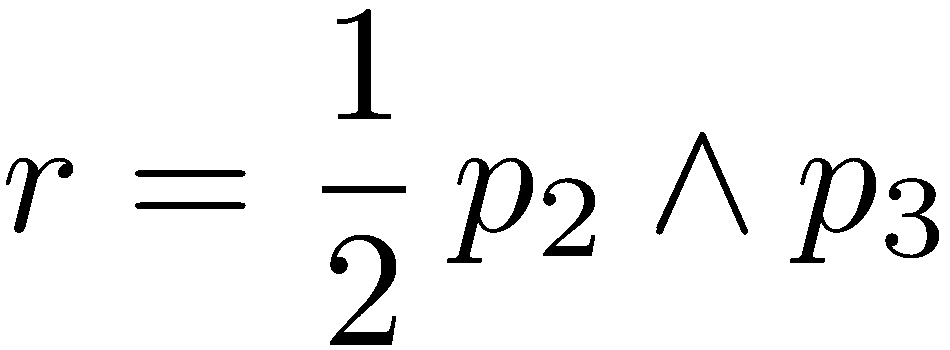 r = \frac{1}{2} p_2 \wedge p_3